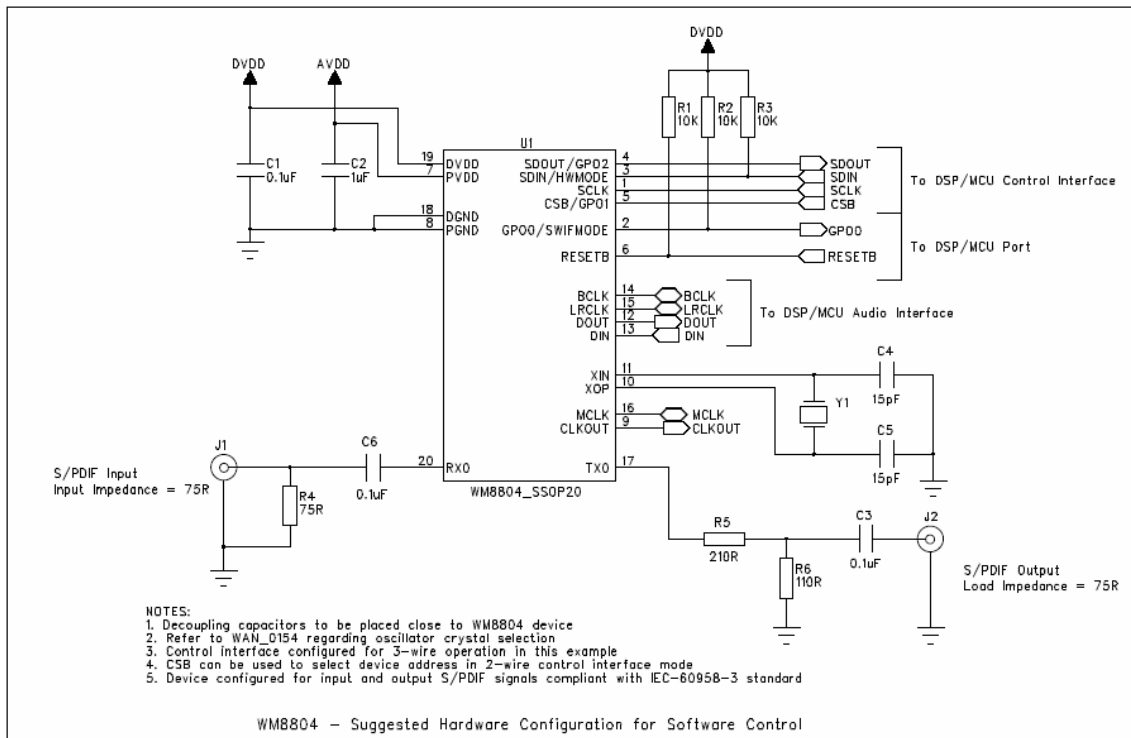 DVDD
AVDD
DVDD
R1
10K
R2
10K
R3
10K
C1
0.1uF
C2
1uF
U1
19 DVDD
7 PVDD
18 DGND
8 PGND
SDOUT/GPO2 4 SDOUT
SDIN/HWMODE 3 SDIN
SCLK 1 SCLK
CSB/GPO1 5 CSB
To DSP/MCU Control Interface
GPO0/SWIFMODE 2 GPO0
RESETB 6 RESETB
To DSP/MCU Port
BCLK 14 BCLK
LRCLK 15 LRCLK
DOUT 12 DOUT
DIN 13 DIN
To DSP/MCU Audio Interface
XIN 11
XOP 10
C4
15pF
Y1
C5
15pF
MCLK 16 MCLK
CLKOUT 9 CLKOUT
J1
S/PDIF Input
Input Impedance = 75R
R4
75R
C6
0.1uF
20 RX0
TX0 17
WM8804_SSOP20
R5
210R
R6
110R
C3
0.1uF
J2
S/PDIF Output
Load Impedance = 75R
NOTES:
1. Decoupling capacitors to be placed close to WM8804 device
2. Refer to WAN_0154 regarding oscillator crystal selection
3. Control interface configured for 3-wire operation in this example
4. CSB can be used to select device address in 2-wire control interface mode
5. Device configured for input and output S/PDIF signals compliant with IEC-60958-3 standard
WM8804 - Suggested Hardware Configuration for Software Control